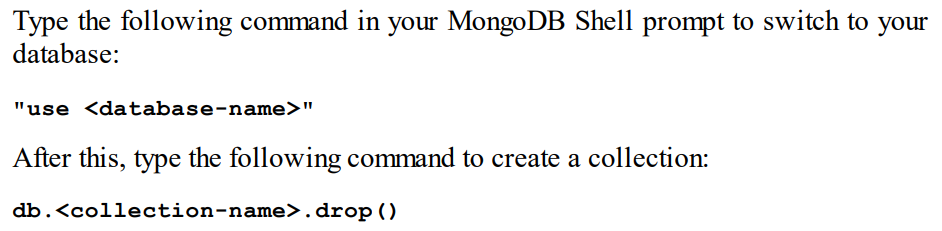 Type the following command in your MongoDB Shell prompt to switch to your
database:
"use <database-name>"
After this, type the following command to create a collection:
db.<collection-name>.drop()